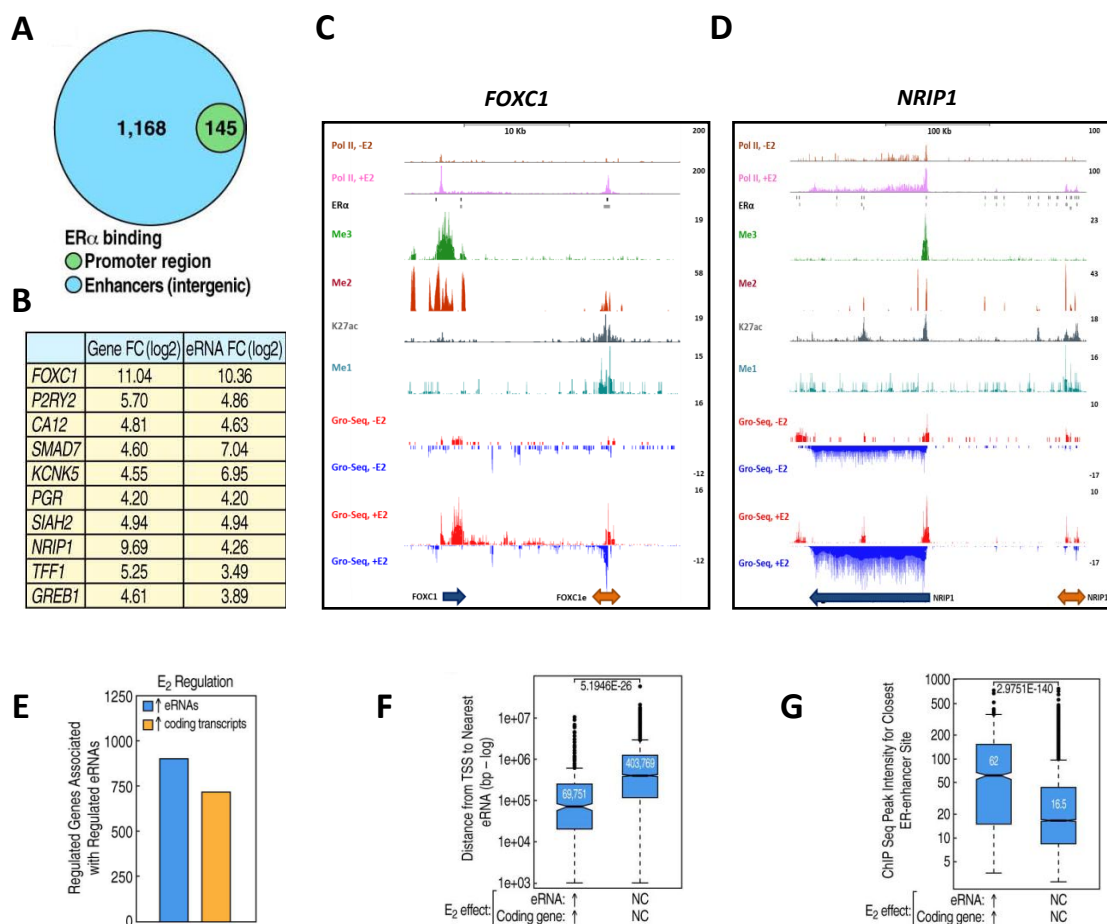 A
1,168
145
ERα binding
Promoter region
Enhancers (intergenic)
B
Gene FC (log2) eRNA FC (log2)
FOXC1 11.04 10.36
P2RY2 5.70 4.86
CA12 4.81 4.63
SMAD7 4.60 7.04
KCNK5 4.55 6.95
PGR 4.20 4.20
SIAH2 4.94 4.94
NRIP1 9.69 4.26
TFF1 5.25 3.49
GREB1 4.61 3.89
C
FOXC1
10 Kb 200
Pol II, -E2
200
Pol II, +E2
ERα
19
Me3
58
Me2
19
K27ac
15
Me1
16
Gro-Seq, -E2
Gro-Seq, -E2
-12
16
Gro-Seq, +E2
-12
Gro-Seq, +E2
FOXC1 FOXC1e
D
NRIP1
100 Kb 100
Pol II, -E2
100
Pol II, +E2
ERα
23
Me3
43
Me2
18
K27ac
16
Me1
10
Gro-Seq, -E2
Gro-Seq, -E2
-17
10
Gro-Seq, +E2
-17
Gro-Seq, +E2
NRIP1 NRIP1
E
E2 Regulation
↑ eRNAs
↑ coding transcripts
Regulated Genes Associated
with Regulated eRNAs
1250
1000
750
500
250
0
F
5.1946E-26
Distance from TSS to Nearest
eRNA (bp – log)
1e+07
1e+06
1e+05
1e+04
1e+03
69,751
403,769
E2 effect:
eRNA: ↑ NC
Coding gene: ↑ NC
G
2.9751E-140
ChIP Seq Peak Intensity for Closest
ER-enhancer Site
1000
500
200
100
50
20
10
5
62
16.5
E2 effect:
eRNA: ↑ NC
Coding gene: ↑ NC